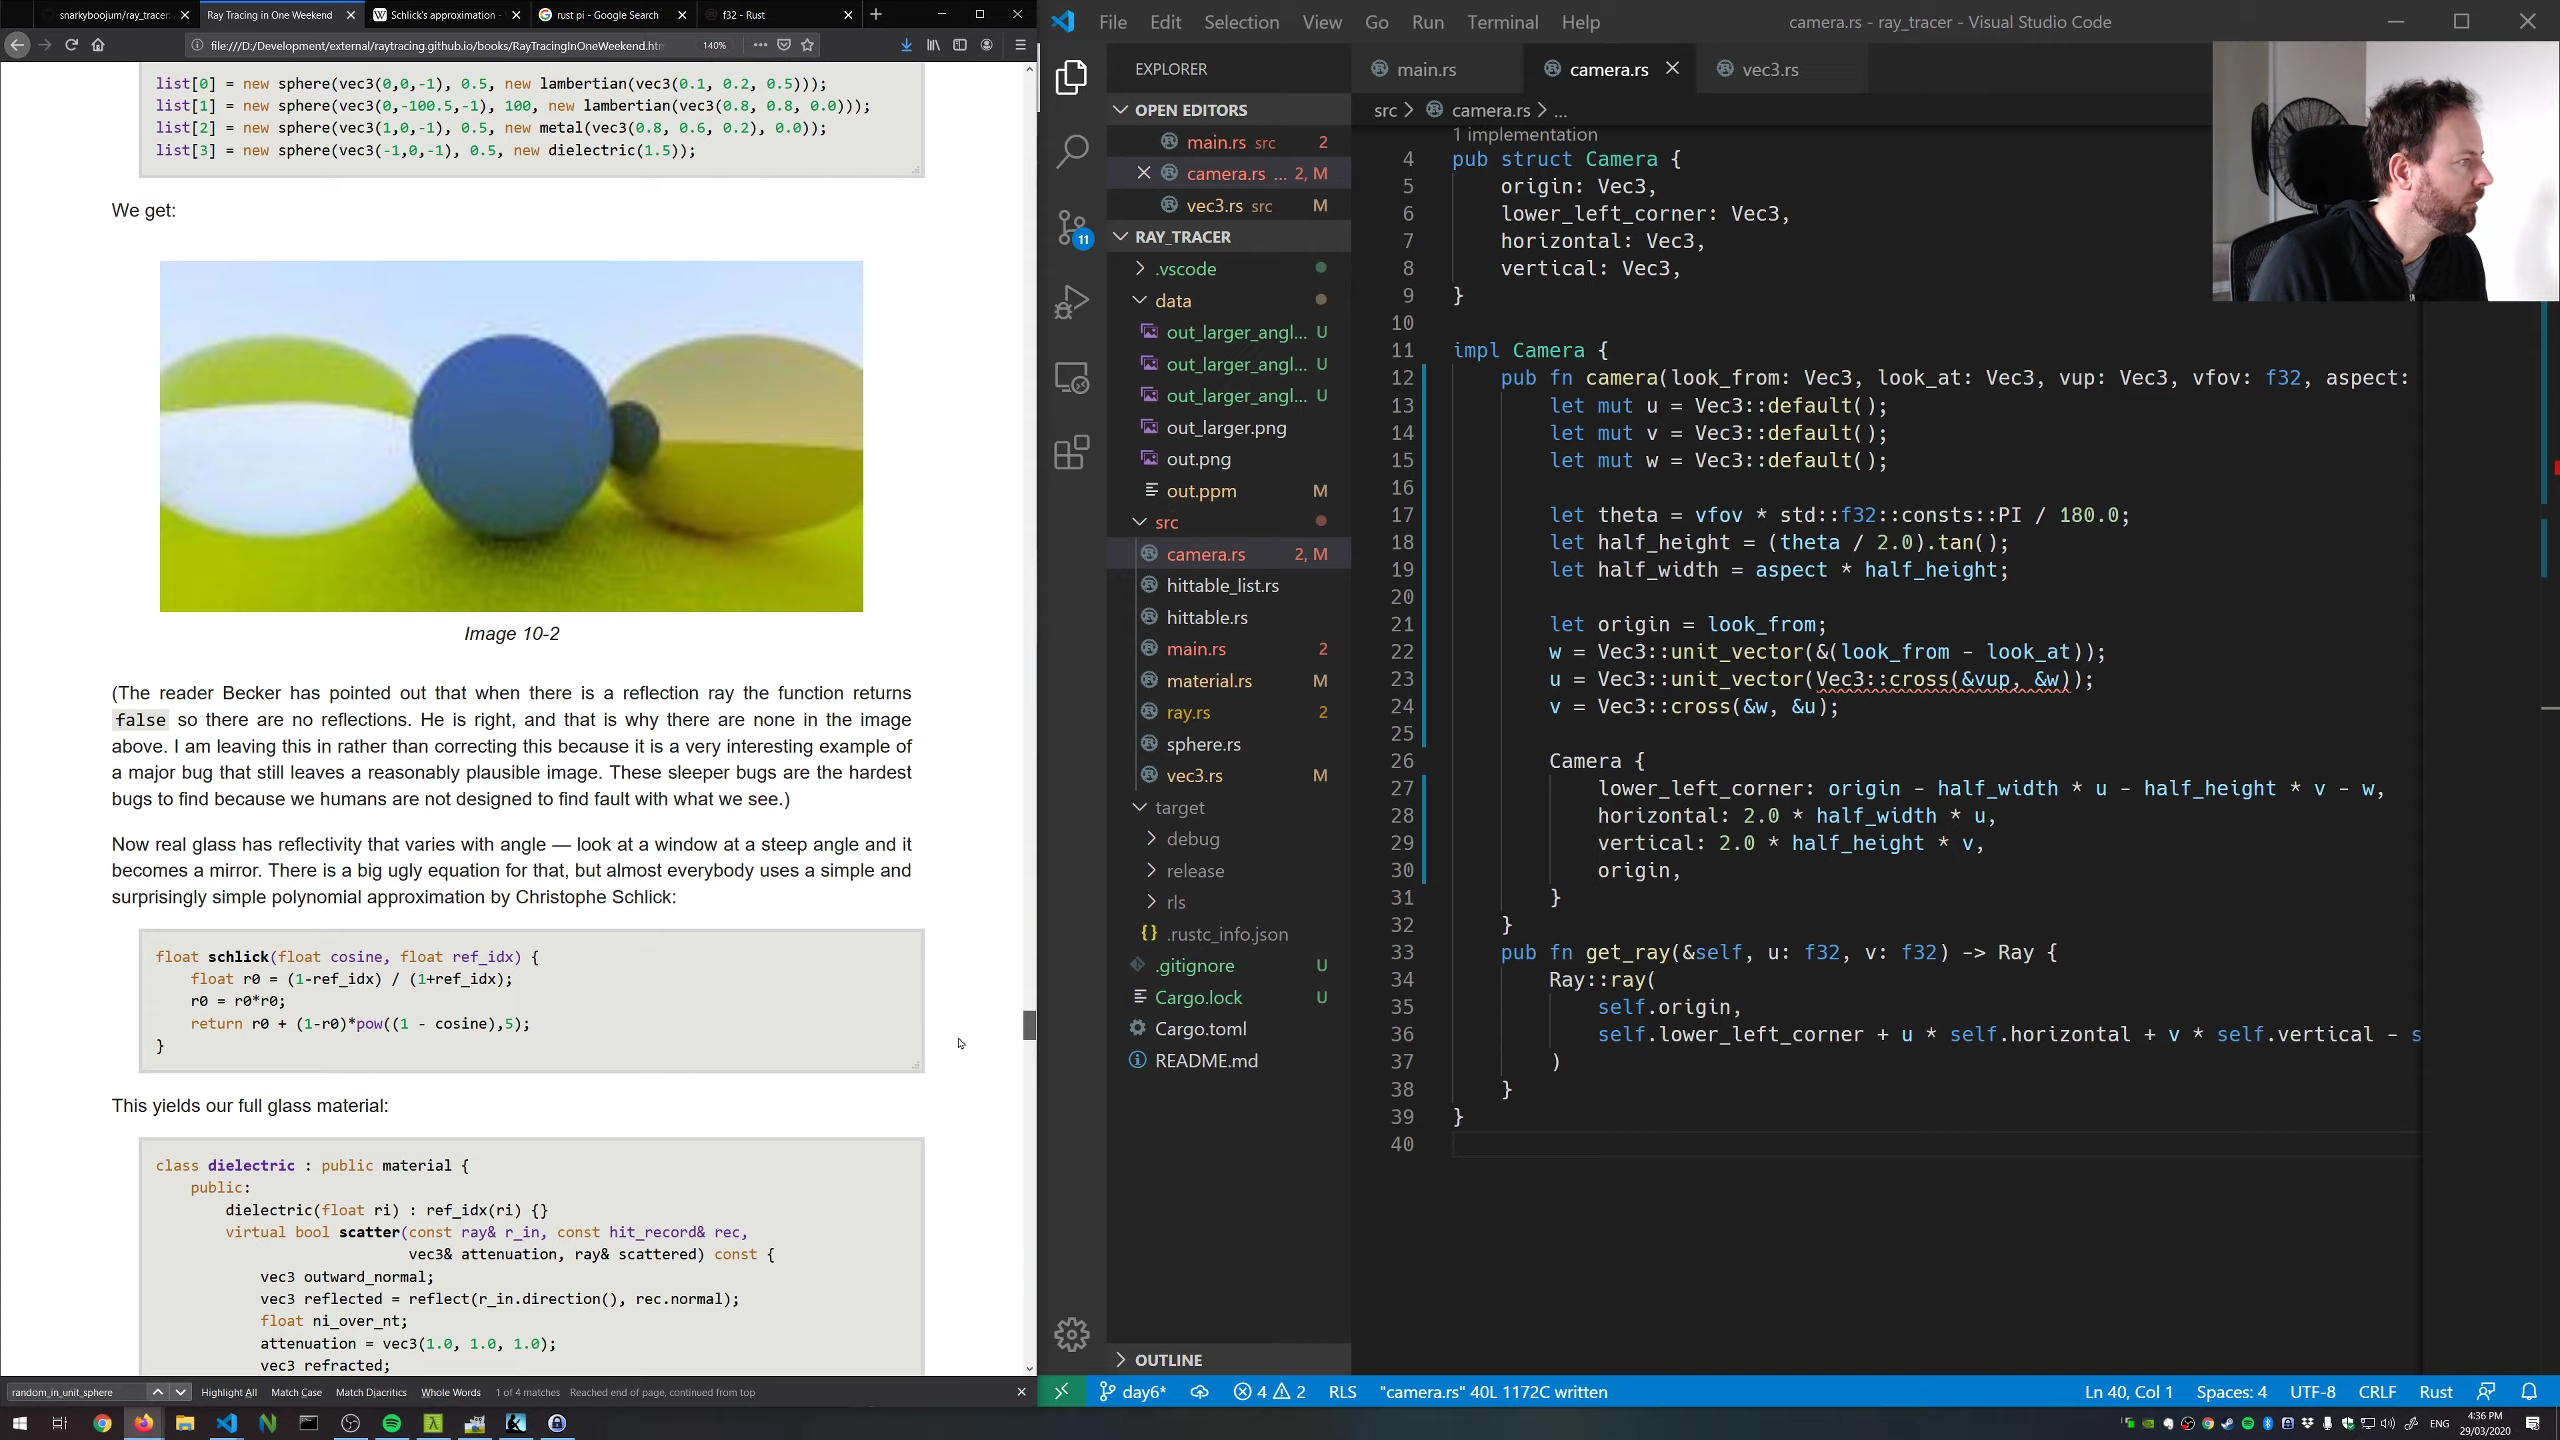 snarkyboojum/ray_tracer:
Ray Tracing in One Weekend
Schlick's approximation -
rust pi - Google Search
f32 - Rust
file:///D:/Development/external/raytracing.github.io/books/RayTracingInOneWeekend.htm
140%
list[0] = new sphere(vec3(0,0,-1), 0.5, new lambertian(vec3(0.1, 0.2, 0.5)));
list[1] = new sphere(vec3(0,-100.5,-1), 100, new lambertian(vec3(0.8, 0.8, 0.0)));
list[2] = new sphere(vec3(1,0,-1), 0.5, new metal(vec3(0.8, 0.6, 0.2), 0.0));
list[3] = new sphere(vec3(-1,0,-1), 0.5, new dielectric(1.5));
We get:
Image 10-2
(The reader Becker has pointed out that when there is a reflection ray the function returns
false so there are no reflections. He is right, and that is why there are none in the image
above. I am leaving this in rather than correcting this because it is a very interesting example of
a major bug that still leaves a reasonably plausible image. These sleeper bugs are the hardest
bugs to find because we humans are not designed to find fault with what we see.)
Now real glass has reflectivity that varies with angle — look at a window at a steep angle and it
becomes a mirror. There is a big ugly equation for that, but almost everybody uses a simple and
surprisingly simple polynomial approximation by Christophe Schlick:
float schlick(float cosine, float ref_idx) {
float r0 = (1-ref_idx) / (1+ref_idx);
r0 = r0*r0;
return r0 + (1-r0)*pow((1 - cosine),5);
}
This yields our full glass material:
class dielectric : public material {
public:
dielectric(float ri) : ref_idx(ri) {}
virtual bool scatter(const ray& r_in, const hit_record& rec,
vec3& attenuation, ray& scattered) const {
vec3 outward_normal;
vec3 reflected = reflect(r_in.direction(), rec.normal);
float ni_over_nt;
attenuation = vec3(1.0, 1.0, 1.0);
vec3 refracted;
random_in_unit_sphere
Highlight All
Match Case
Match Diacritics
Whole Words
1 of 4 matches
Reached end of page, continued from top
File Edit Selection View Go Run Terminal Help
camera.rs - ray_tracer - Visual Studio Code
EXPLORER
OPEN EDITORS
main.rs src 2
camera.rs ... 2, M
vec3.rs src M
RAY_TRACER
.vscode
data
out_larger_angl... U
out_larger_angl... U
out_larger_angl... U
out_larger.png
out.png
out.ppm M
src
camera.rs 2, M
hittable_list.rs
hittable.rs
main.rs 2
material.rs M
ray.rs 2
sphere.rs
vec3.rs M
target
debug
release
rls
{} .rustc_info.json
.gitignore U
Cargo.lock U
Cargo.toml
README.md
OUTLINE
11
main.rs
camera.rs
vec3.rs
src > camera.rs > ...
1 implementation
4 pub struct Camera {
5 origin: Vec3,
6 lower_left_corner: Vec3,
7 horizontal: Vec3,
8 vertical: Vec3,
9 }
10
11 impl Camera {
12 pub fn camera(look_from: Vec3, look_at: Vec3, vup: Vec3, vfov: f32, aspect:
13 let mut u = Vec3::default();
14 let mut v = Vec3::default();
15 let mut w = Vec3::default();
16
17 let theta = vfov * std::f32::consts::PI / 180.0;
18 let half_height = (theta / 2.0).tan();
19 let half_width = aspect * half_height;
20
21 let origin = look_from;
22 w = Vec3::unit_vector(&(look_from - look_at));
23 u = Vec3::unit_vector(Vec3::cross(&vup, &w));
24 v = Vec3::cross(&w, &u);
25
26 Camera {
27 lower_left_corner: origin - half_width * u - half_height * v - w,
28 horizontal: 2.0 * half_width * u,
29 vertical: 2.0 * half_height * v,
30 origin,
31 }
32 }
33 pub fn get_ray(&self, u: f32, v: f32) -> Ray {
34 Ray::ray(
35 self.origin,
36 self.lower_left_corner + u * self.horizontal + v * self.vertical - s
37 )
38 }
39 }
40
day6*
4
2
RLS
"camera.rs" 40L 1172C written
Ln 40, Col 1
Spaces: 4
UTF-8
CRLF
Rust
ENG
4:36 PM
29/03/2020